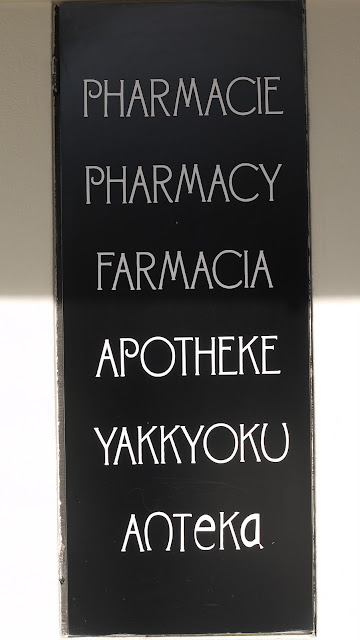 PHARMACIE
PHARMACY
FARMACIA
APOTHEKE
YAKKYOKU
Аптека